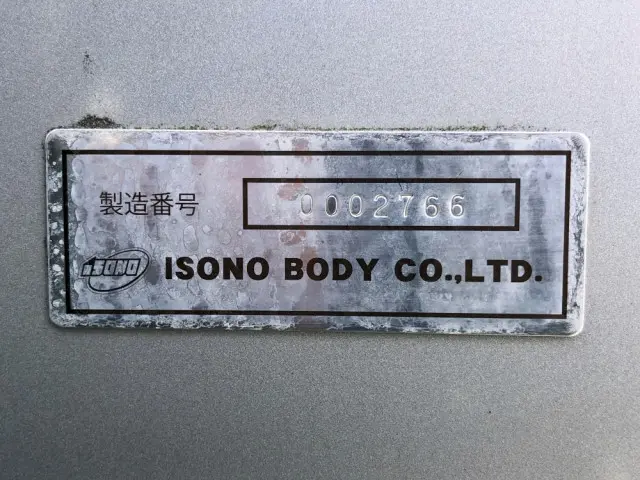 製造番号 0002766
ISONO ISONO BODY CO.,LTD.